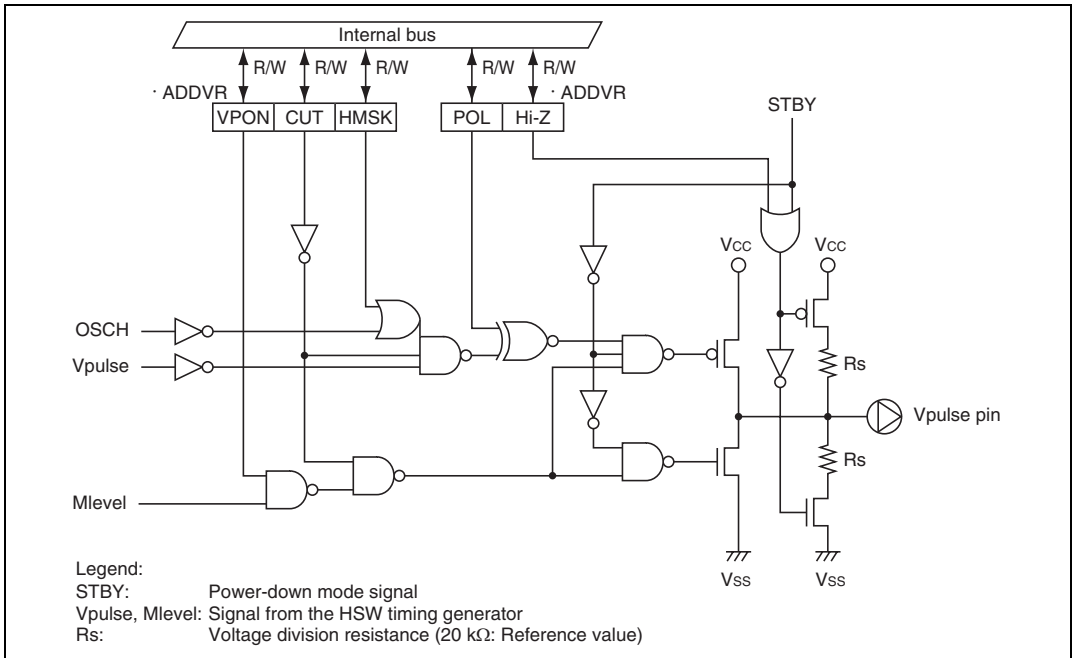 Internal bus
R/W R/W R/W R/W R/W
· ADDVR · ADDVR
VPON CUT HMSK POL Hi-Z
STBY
VCC VCC
OSCH
Rs
Vpulse
Vpulse pin
Rs
Mlevel
VSS VSS
Legend:
STBY: Power-down mode signal
Vpulse, Mlevel: Signal from the HSW timing generator
Rs: Voltage division resistance (20 kΩ: Reference value)